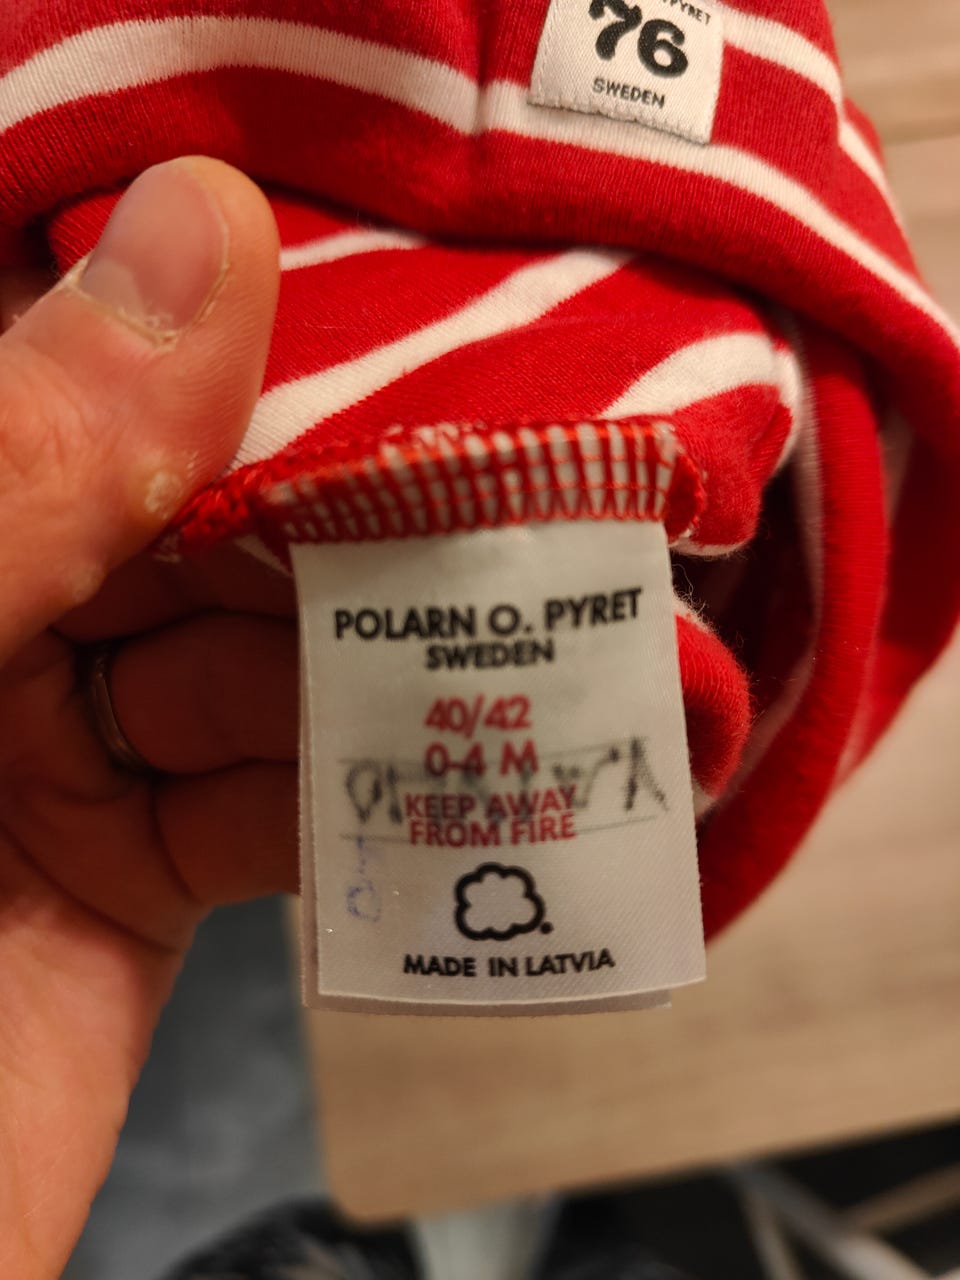 PYRET
76
SWEDEN
POLARN O. PYRET
SWEDEN
40/42
0-4 M
KEEP AWAY
FROM FIRE
MADE IN LATVIA